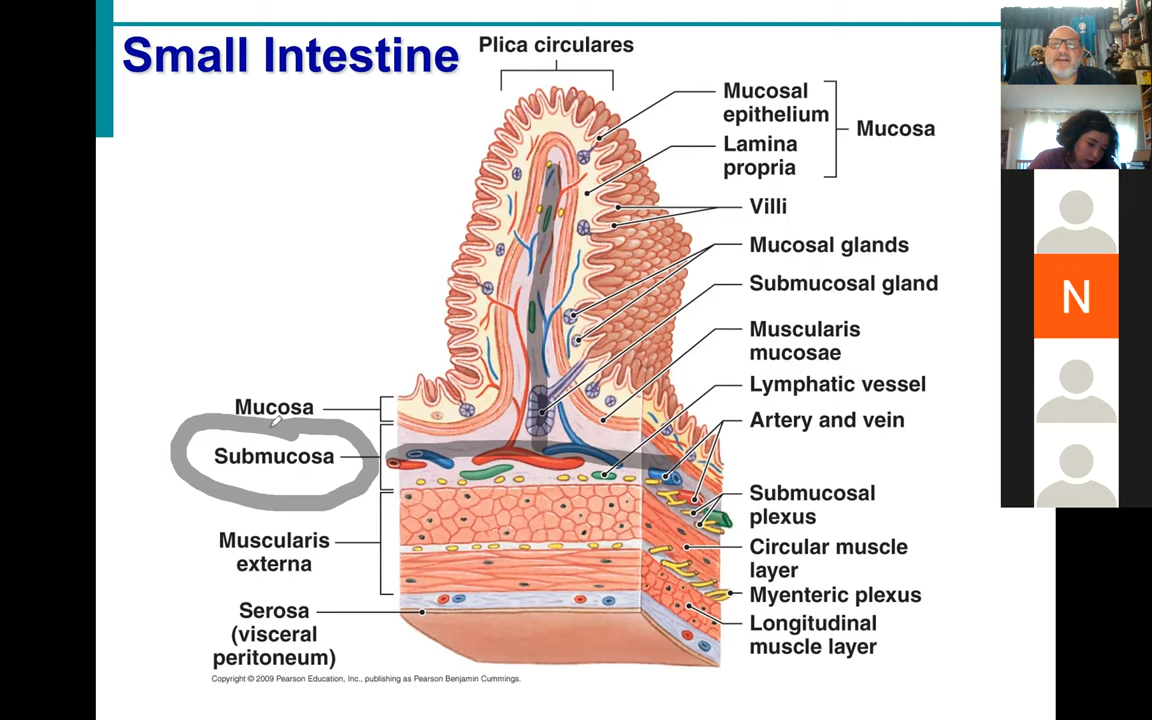 Small Intestine
Plica circulares
Mucosal
epithelium
Mucosa
Lamina
propria
Villi
Mucosal glands
Submucosal gland
Muscularis
mucosae
Lymphatic vessel
Artery and vein
Submucosal
plexus
Circular muscle
layer
Myenteric plexus
Longitudinal
muscle layer
Mucosa
Submucosa
Muscularis
externa
Serosa
(visceral
peritoneum)
Copyright © 2009 Pearson Education, Inc., publishing as Pearson Benjamin Cummings.
N